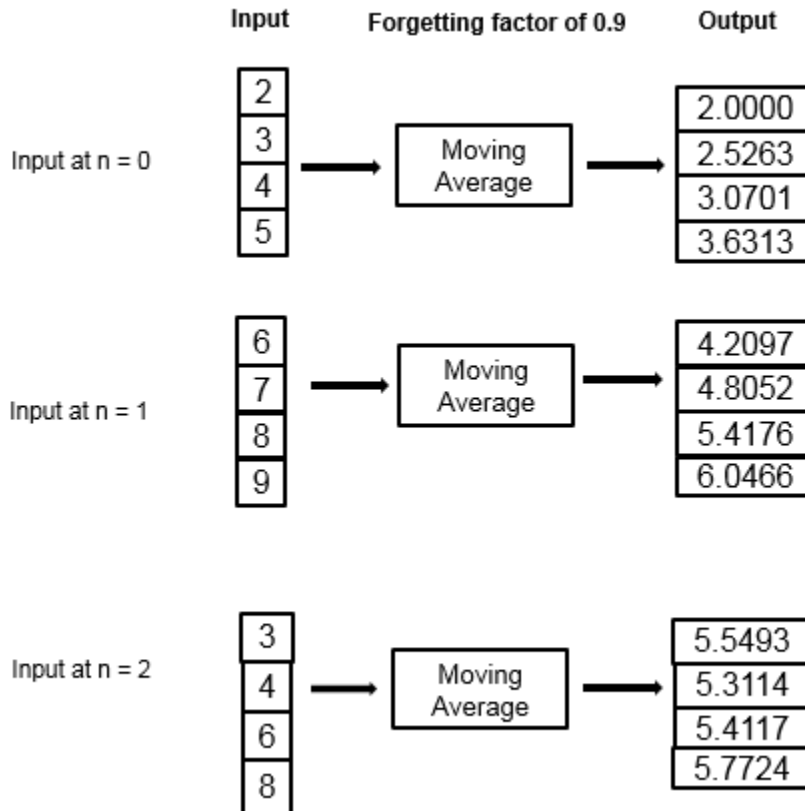 Input Forgetting factor of 0.9 Output
Input at n = 0
2
3
4
5
Moving
Average
2.0000
2.5263
3.0701
3.6313
Input at n = 1
6
7
8
9
Moving
Average
4.2097
4.8052
5.4176
6.0466
Input at n = 2
3
4
6
8
Moving
Average
5.5493
5.3114
5.4117
5.7724